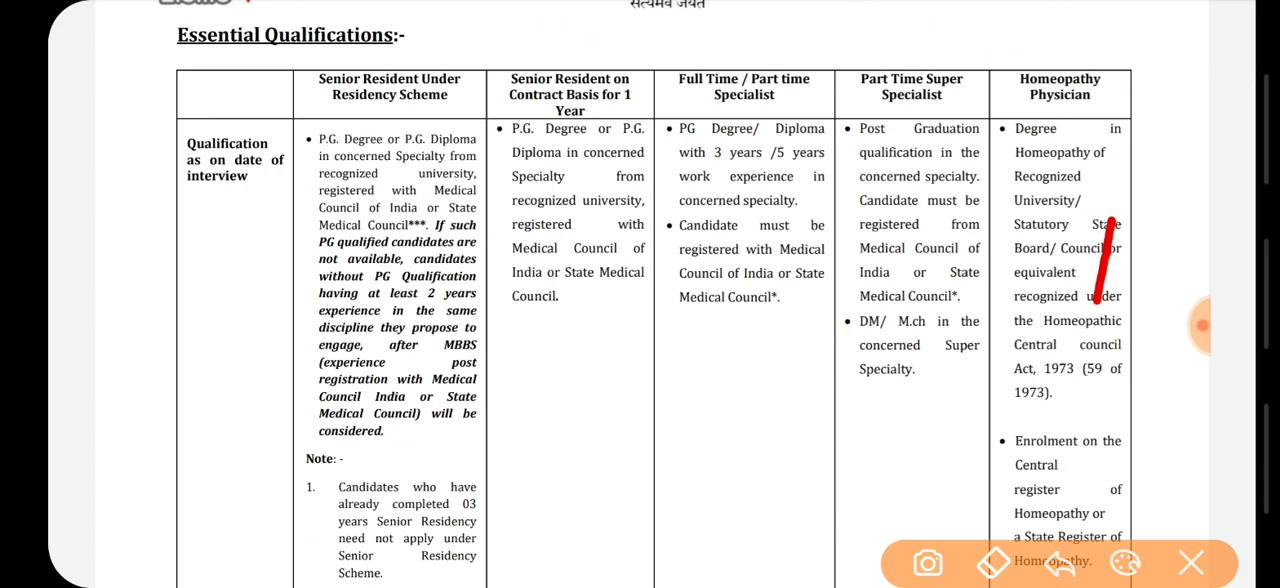 सत्यमेव जयते
Essential Qualifications:-
Senior Resident Under
Residency Scheme
Senior Resident on
Contract Basis for 1
Year
Full Time / Part time
Specialist
Part Time Super
Specialist
Homeopathy
Physician
Qualification
as on date of
interview
• P.G. Degree or P.G. Diploma
in concerned Specialty from
recognized university,
registered with Medical
Council of India or State
Medical Council***. If such
PG qualified candidates are
not available, candidates
without PG Qualification
having at least 2 years
experience in the same
discipline they propose to
engage, after MBBS
(experience post
registration with Medical
Council India or State
Medical Council) will be
considered.
Note: -
1. Candidates who have
already completed 03
years Senior Residency
need not apply under
Senior Residency
Scheme.
• P.G. Degree or P.G.
Diploma in concerned
Specialty from
recognized university,
registered with
Medical Council of
India or State Medical
Council.
• PG Degree/ Diploma
with 3 years /5 years
work experience in
concerned specialty.
• Candidate must be
registered with Medical
Council of India or State
Medical Council*.
• Post Graduation
qualification in the
concerned specialty.
Candidate must be
registered from
Medical Council of
India or State
Medical Council*.
• DM/ M.ch in the
concerned Super
Specialty.
• Degree in
Homeopathy of
Recognized
University/
Statutory State
Board/ Council or
equivalent
recognized under
the Homeopathic
Central council
Act, 1973 (59 of
1973).
• Enrolment on the
Central
register of
Homeopathy or
a State Register of
Homeopathy.